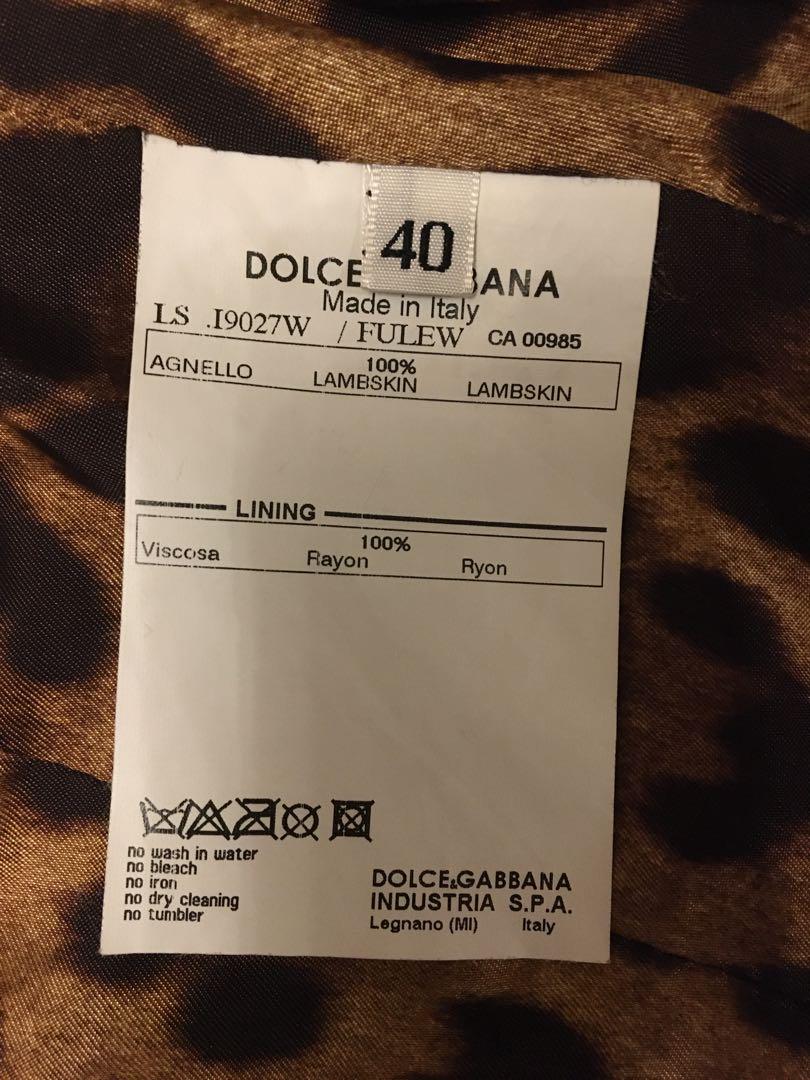 40
DOLCE BANA
Made in Italy
LS .I9027W / FULEW CA 00985
100%
AGNELLO LAMBSKIN LAMBSKIN
LINING
100%
Viscosa Rayon Ryon
no wash in water
no bleach
no iron
no dry cleaning
no tumbler
DOLCE&GABBANA
INDUSTRIA S.P.A.
Legnano (MI) Italy